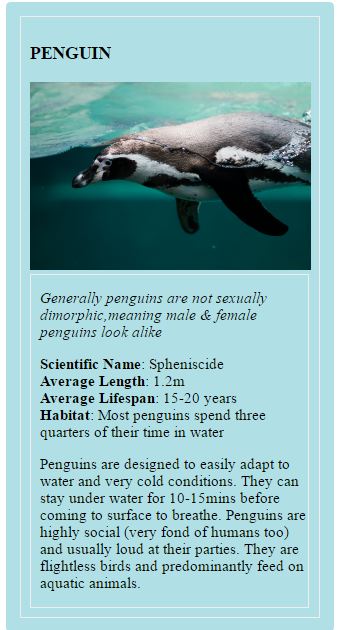 PENGUIN
Generally penguins are not sexually
dimorphic,meaning male & female
penguins look alike
Scientific Name: Spheniscide
Average Length: 1.2m
Average Lifespan: 15-20 years
Habitat: Most penguins spend three
quarters of their time in water
Penguins are designed to easily adapt to
water and very cold conditions. They can
stay under water for 10-15mins before
coming to surface to breathe. Penguins are
highly social (very fond of humans too)
and usually loud at their parties. They are
flightless birds and predominantly feed on
aquatic animals.